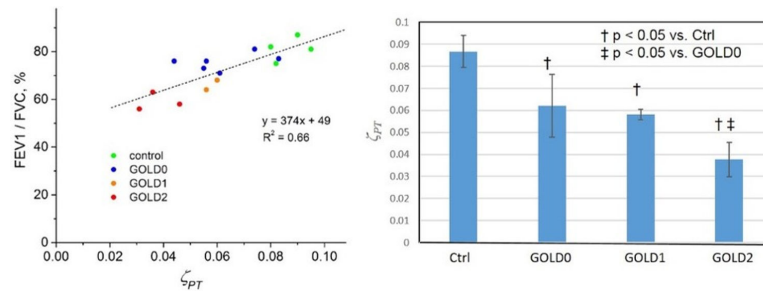 FEV1 / FVC, %
80
60
40
20
0
y = 374x + 49
R² = 0.66
control
GOLD0
GOLD1
GOLD2
0.00 0.02 0.04 0.06 0.08 0.10
ζPT
† p < 0.05 vs. Ctrl
‡ p < 0.05 vs. GOLD0
ζPT
0.1
0.09
0.08
0.07
0.06
0.05
0.04
0.03
0.02
0.01
0
†
†
† ‡
Ctrl GOLD0 GOLD1 GOLD2